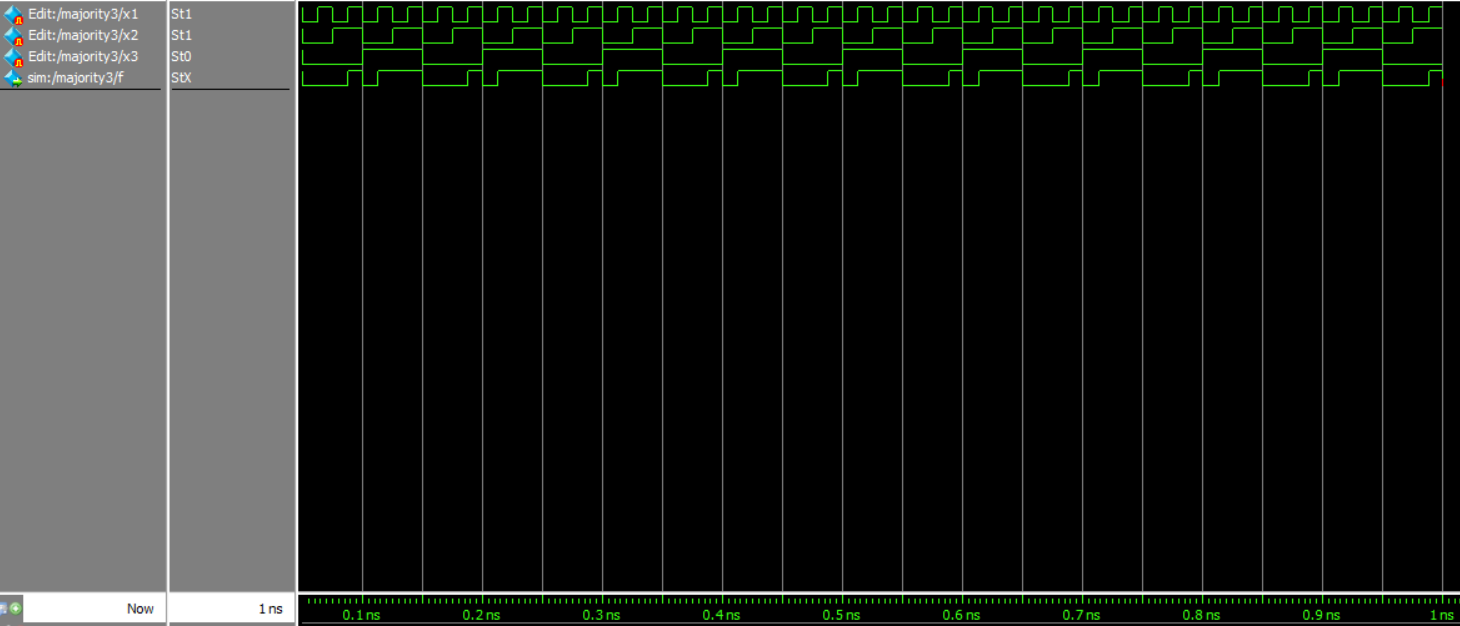 Edit:/majority3/x1 St1
Edit:/majority3/x2 St1
Edit:/majority3/x3 St0
sim:/majority3/f StX
Now 1 ns
0.1 ns 0.2 ns 0.3 ns 0.4 ns 0.5 ns 0.6 ns 0.7 ns 0.8 ns 0.9 ns 1 ns